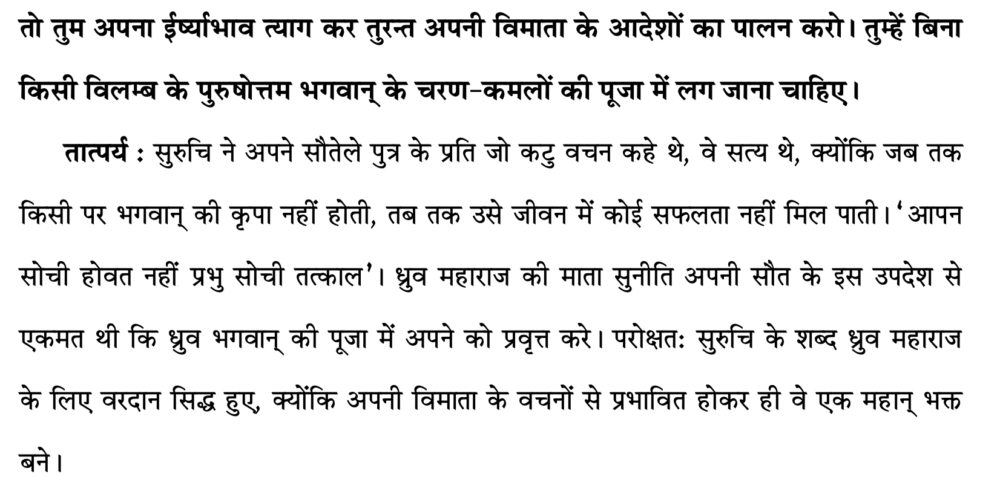 तो तुम अपना ईर्ष्याभाव त्याग कर तुरन्त अपनी विमाता के आदेशों का पालन करो। तुम्हें बिना
किसी विलम्ब के पुरुषोत्तम भगवान् के चरण-कमलों की पूजा में लग जाना चाहिए।
तात्पर्य : सुरुचि ने अपने सौतेले पुत्र के प्रति जो कटु वचन कहे थे, वे सत्य थे, क्योंकि जब तक
किसी पर भगवान् की कृपा नहीं होती, तब तक उसे जीवन में कोई सफलता नहीं मिल पाती। ‘आपन
सोची होवत नहीं प्रभु सोची तत्काल’। ध्रुव महाराज की माता सुनीति अपनी सौत के इस उपदेश से
एकमत थी कि ध्रुव भगवान् की पूजा में अपने को प्रवृत्त करे। परोक्षतः सुरुचि के शब्द ध्रुव महाराज
के लिए वरदान सिद्ध हुए, क्योंकि अपनी विमाता के वचनों से प्रभावित होकर ही वे एक महान् भक्त
बने।